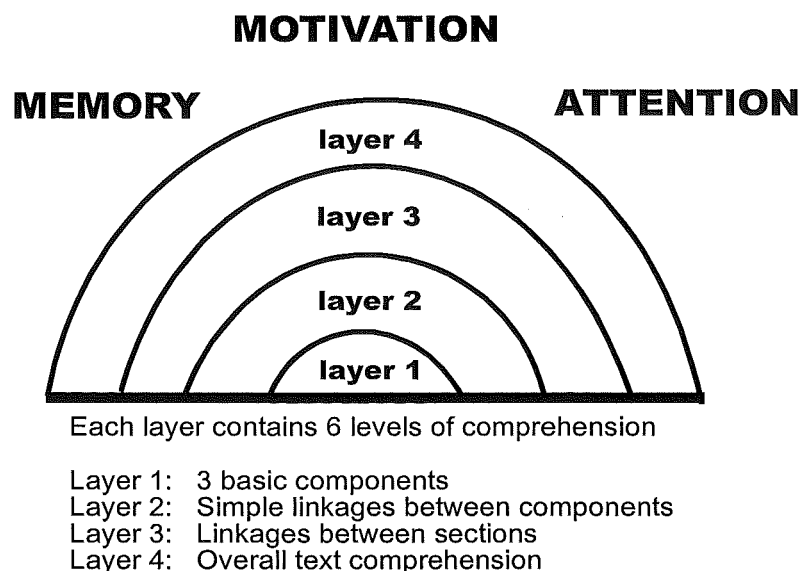 MOTIVATION
MEMORY
ATTENTION
layer 4
layer 3
layer 2
layer 1
Each layer contains 6 levels of comprehension
Layer 1: 3 basic components
Layer 2: Simple linkages between components
Layer 3: Linkages between sections
Layer 4: Overall text comprehension